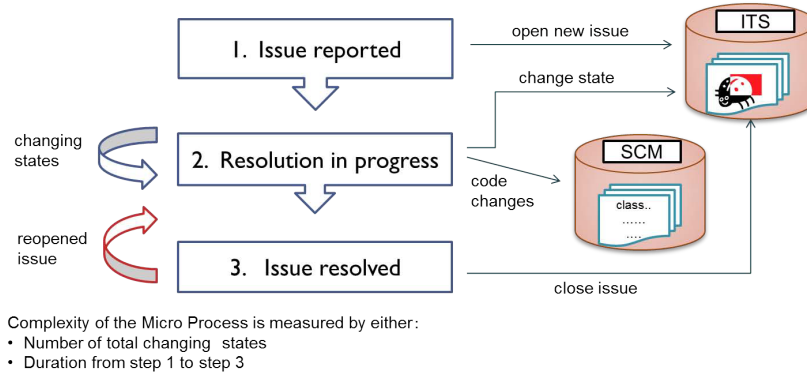 ITS
1. Issue reported
open new issue
change state
changing
states
2. Resolution in progress
SCM
code
changes
class..
......
....
reopened
issue
3. Issue resolved
close issue
Complexity of the Micro Process is measured by either:
• Number of total changing states
• Duration from step 1 to step 3